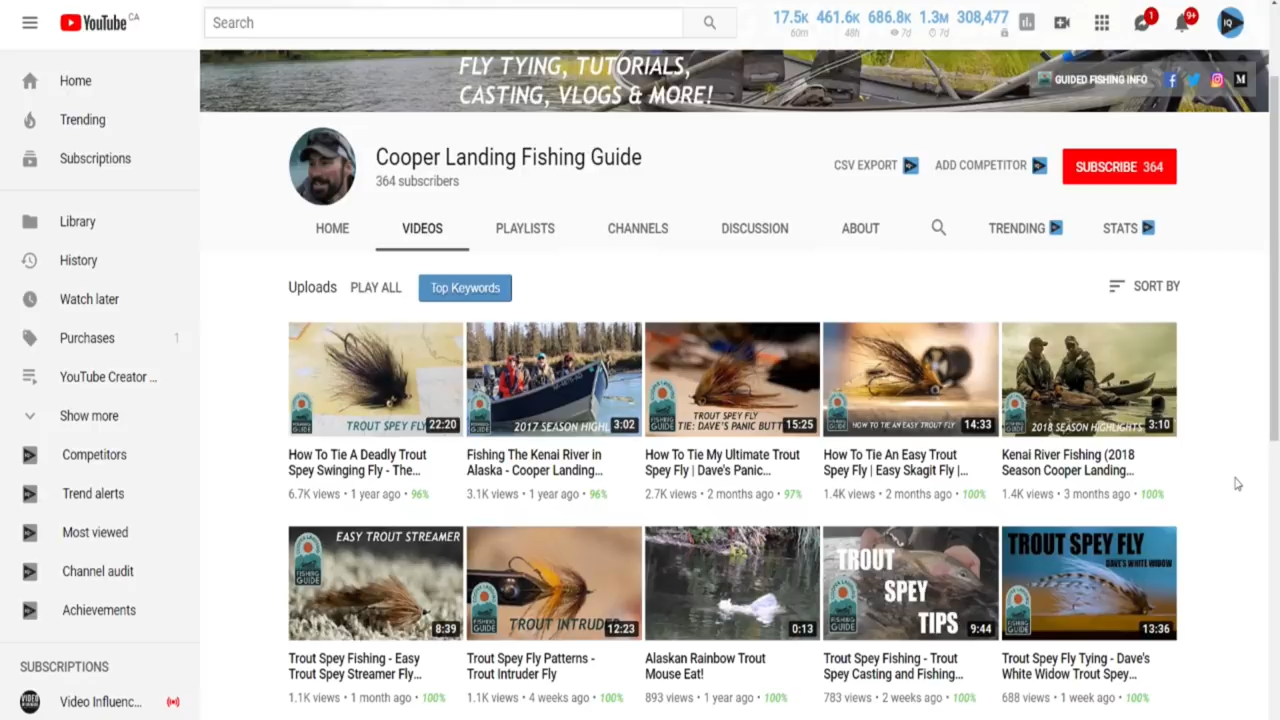 YouTube CA
Search
17.5K 461.6K 686.8K 1.3M 308,477
60m 48h 7d 7d
1
9+
IQ
Home
Trending
Subscriptions
Library
History
Watch later
Purchases 1
YouTube Creator ...
Show more
Competitors
Trend alerts
Most viewed
Channel audit
Achievements
SUBSCRIPTIONS
Video Influenc...
FLY TYING, TUTORIALS,
CASTING, VLOGS & MORE!
GUIDED FISHING INFO
Cooper Landing Fishing Guide
364 subscribers
CSV EXPORT ADD COMPETITOR SUBSCRIBE 364
HOME VIDEOS PLAYLISTS CHANNELS DISCUSSION ABOUT TRENDING STATS
Uploads PLAY ALL Top Keywords SORT BY
TROUT SPEY FLY 22:20
2017 SEASON HIGHL 3:02
TROUT SPEY FLY
TIE: DAVE'S PANIC BUTT 15:25
HOW TO TIE AN EASY TROUT FLY 14:33
2018 SEASON HIGHLIGHTS 3:10
How To Tie A Deadly Trout
Spey Swinging Fly - The...
6.7K views • 1 year ago • 96%
Fishing The Kenai River in
Alaska - Cooper Landing...
3.1K views • 1 year ago • 96%
How To Tie My Ultimate Trout
Spey Fly | Dave's Panic...
2.7K views • 2 months ago • 97%
How To Tie An Easy Trout
Spey Fly | Easy Skagit Fly |...
1.4K views • 2 months ago • 100%
Kenai River Fishing (2018
Season Cooper Landing...
1.4K views • 3 months ago • 100%
EASY TROUT STREAMER
FISHING
GUIDE
8:39
TROUT INTRUDE 12:23
0:13
TROUT
SPEY
TIPS
9:44
TROUT SPEY FLY
DAVE'S WHITE WIDOW
13:36
Trout Spey Fishing - Easy
Trout Spey Streamer Fly...
1.1K views • 1 month ago • 100%
Trout Spey Fly Patterns -
Trout Intruder Fly
1.1K views • 4 weeks ago • 100%
Alaskan Rainbow Trout
Mouse Eat!
893 views • 1 year ago • 100%
Trout Spey Fishing - Trout
Spey Casting and Fishing...
783 views • 2 weeks ago • 100%
Trout Spey Fly Tying - Dave's
White Widow Trout Spey...
688 views • 1 week ago • 100%